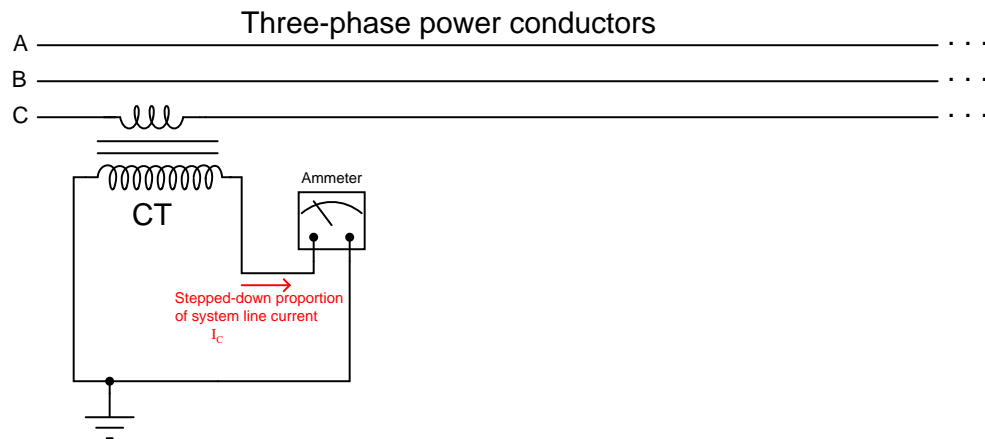 Three-phase power conductors
A . . .
B . . .
C . . .
Ammeter
CT
Stepped-down proportion
of system line current
I_C